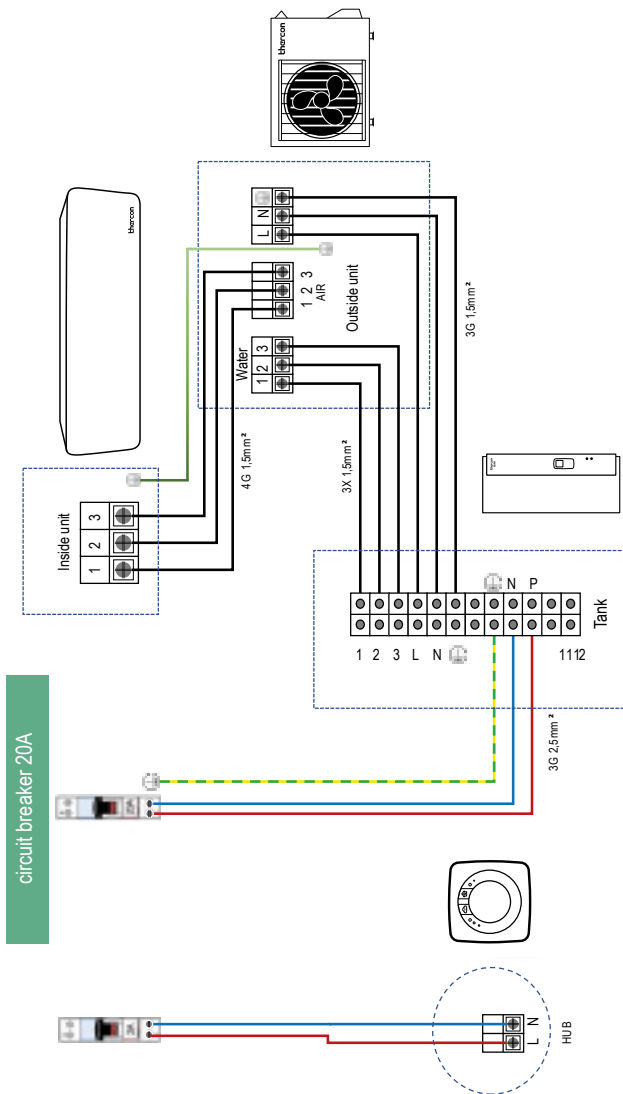 thercon
thercon
L N
1 2 3
AIR
Outside unit
Water
1 2 3
Inside unit
1 2 3
4G 1,5mm²
3X 1,5mm²
3G 1,5mm²
N P
1 2 3 L N
11 12
Tank
3G 2,5mm²
circuit breaker 20A
L N
HUB